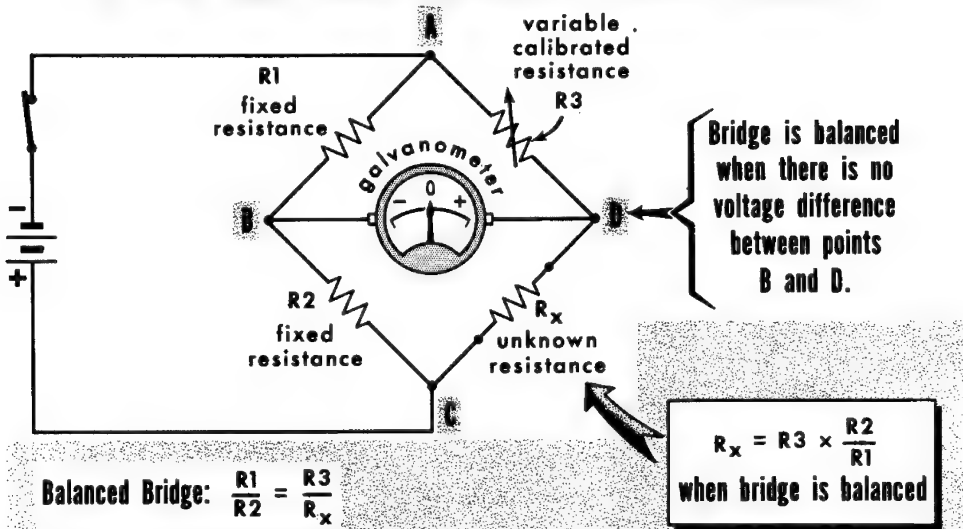 A
variable
calibrated
resistance
R3
R1
fixed
resistance
galvanometer
- 0 +
B
D
Bridge is balanced
when there is no
voltage difference
between points
B and D.
-
+
R2
fixed
resistance
Rx
unknown
resistance
C
Rx = R3 × R2/R1
when bridge is balanced
Balanced Bridge: R1/R2 = R3/Rx